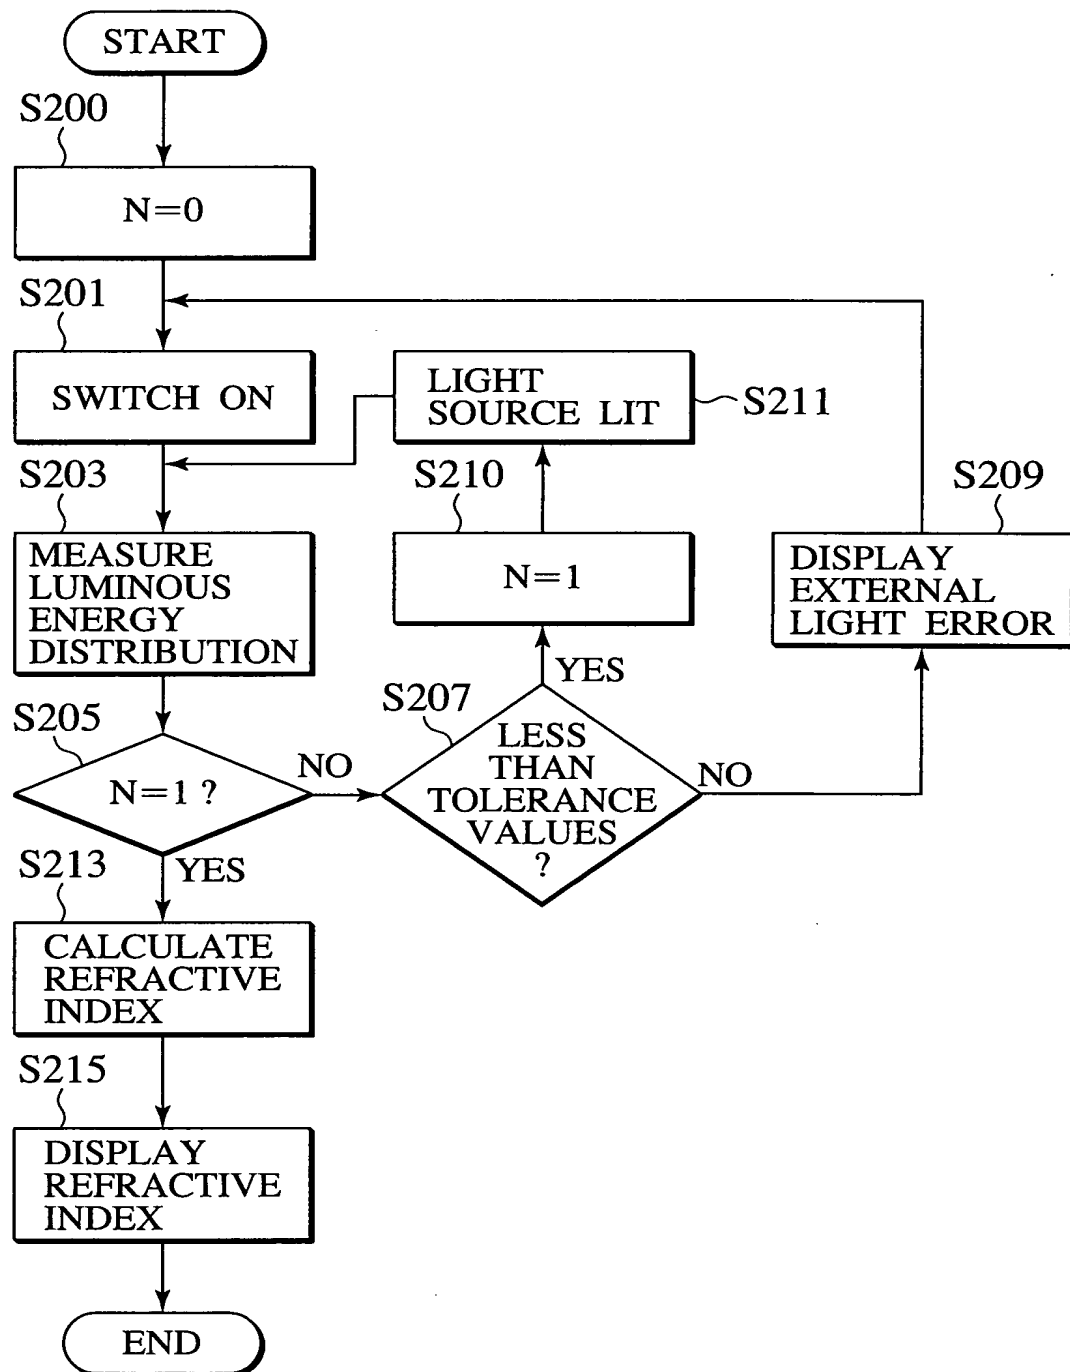 START
S200
N=0
S201
SWITCH ON
LIGHT
SOURCE LIT
S211
S203
MEASURE
LUMINOUS
ENERGY
DISTRIBUTION
S210
N=1
S209
DISPLAY
EXTERNAL
LIGHT ERROR
S205
N=1 ?
NO
YES
S207
LESS
THAN
TOLERANCE
VALUES
?
YES
NO
S213
CALCULATE
REFRACTIVE
INDEX
S215
DISPLAY
REFRACTIVE
INDEX
END